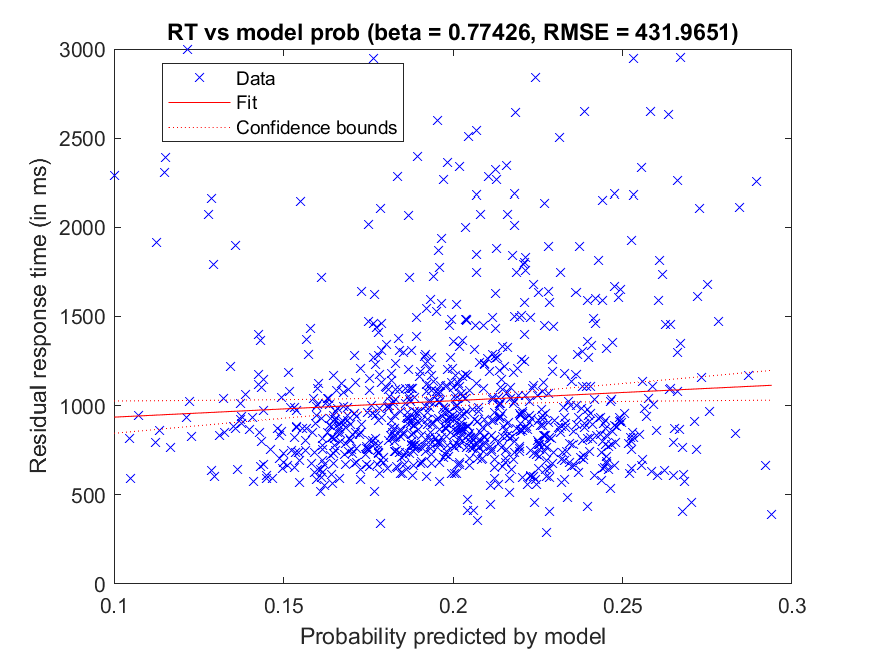 RT vs model prob (beta = 0.77426, RMSE = 431.9651)
3000
2500
2000
1500
1000
500
0
Residual response time (in ms)
Data
Fit
Confidence bounds
0.1
0.15
0.2
0.25
0.3
Probability predicted by model